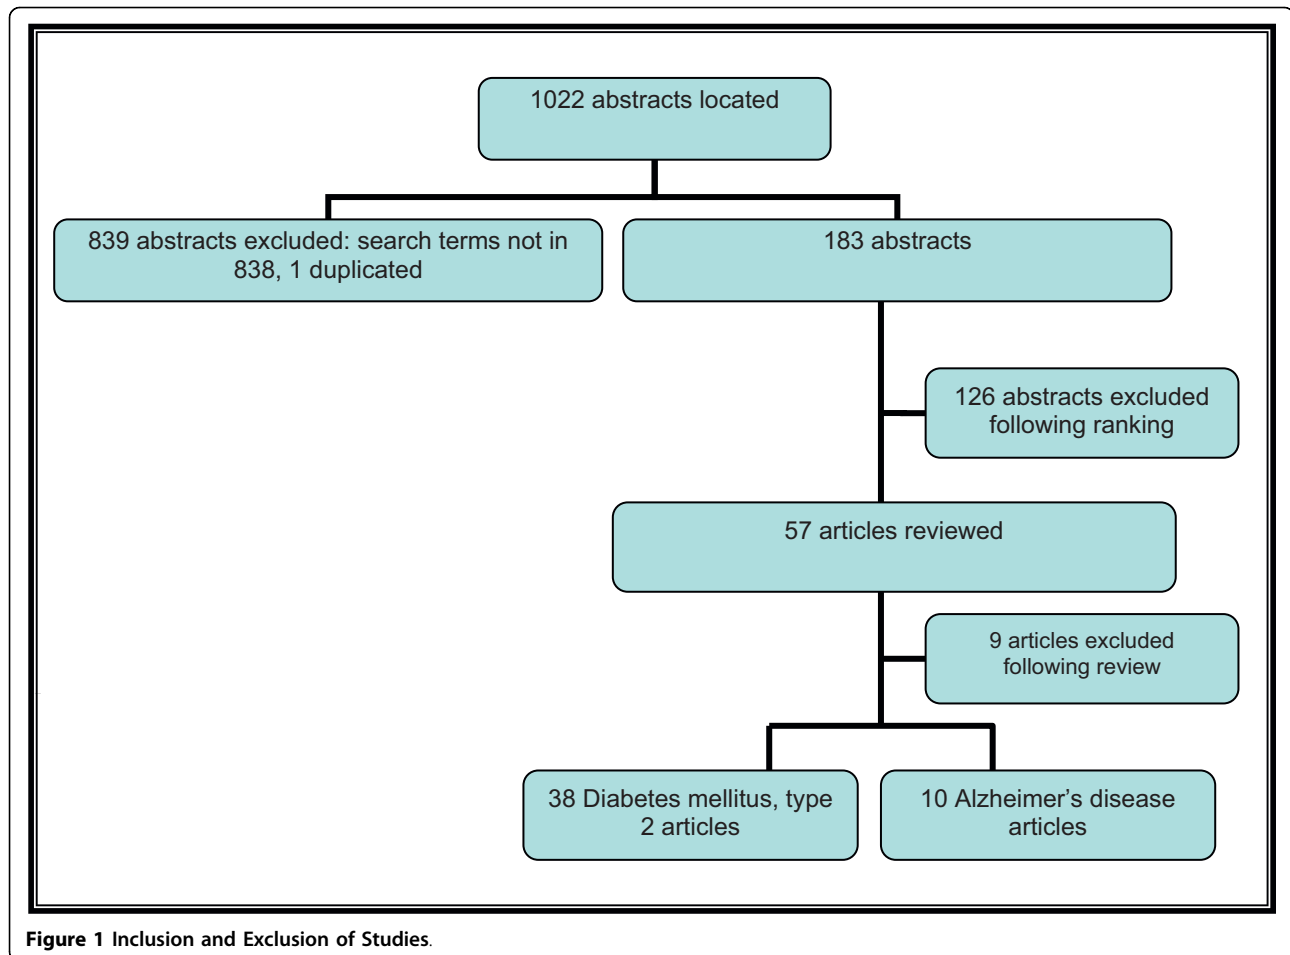 1022 abstracts located
839 abstracts excluded: search terms not in
838, 1 duplicated
183 abstracts
126 abstracts excluded
following ranking
57 articles reviewed
9 articles excluded
following review
38 Diabetes mellitus, type
2 articles
10 Alzheimer's disease
articles
Figure 1 Inclusion and Exclusion of Studies.